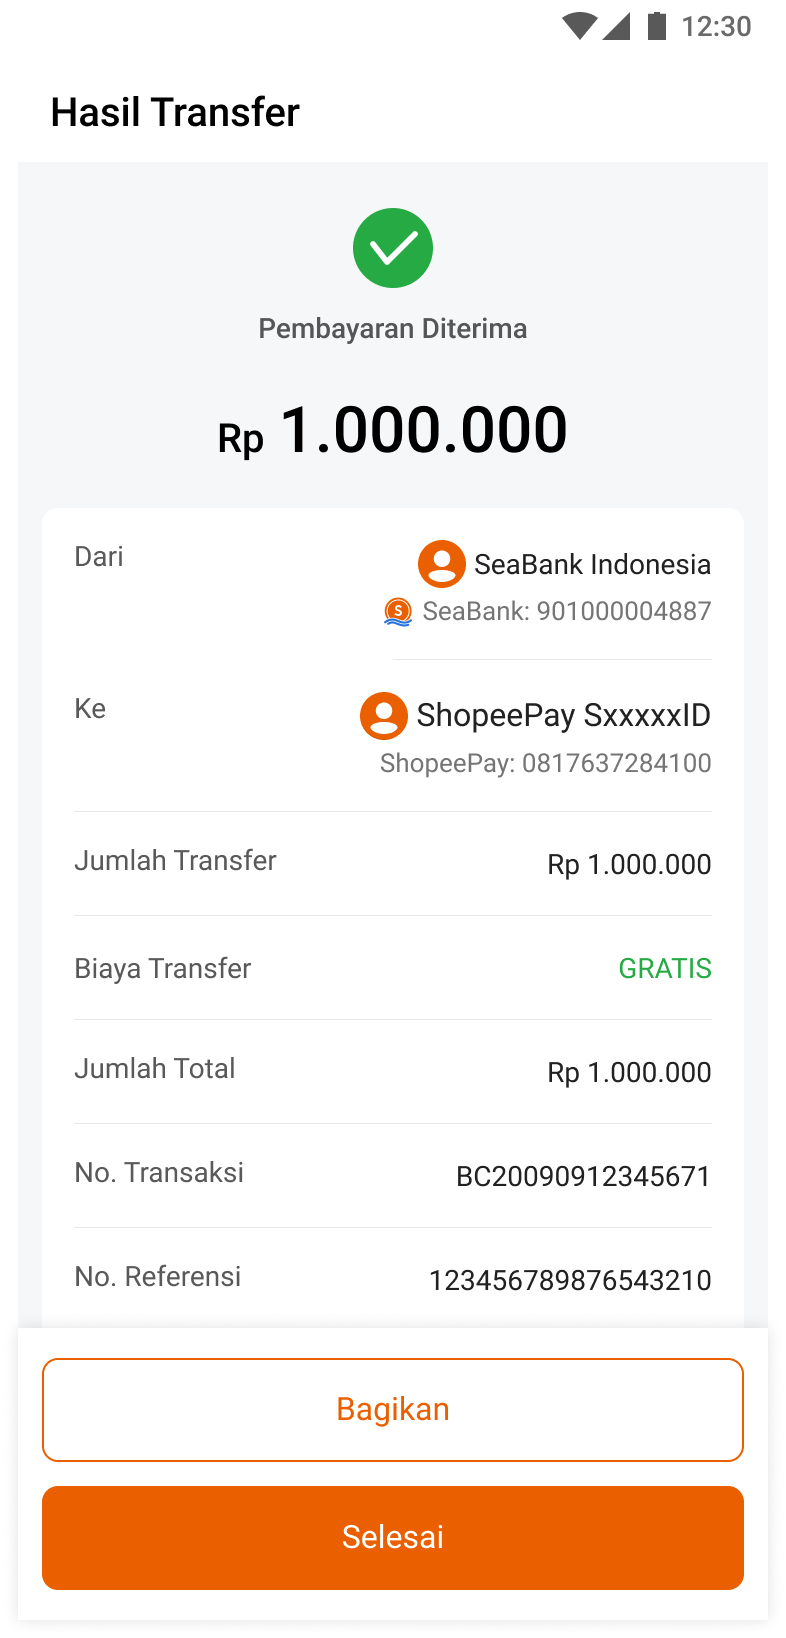 12:30
Hasil Transfer
Pembayaran Diterima
Rp 1.000.000
Dari
SeaBank Indonesia
S
SeaBank: 901000004887
Ke
ShopeePay SxxxxxID
ShopeePay: 0817637284100
Jumlah Transfer
Rp 1.000.000
Biaya Transfer
GRATIS
Jumlah Total
Rp 1.000.000
No. Transaksi
BC20090912345671
No. Referensi
123456789876543210
Bagikan
Selesai